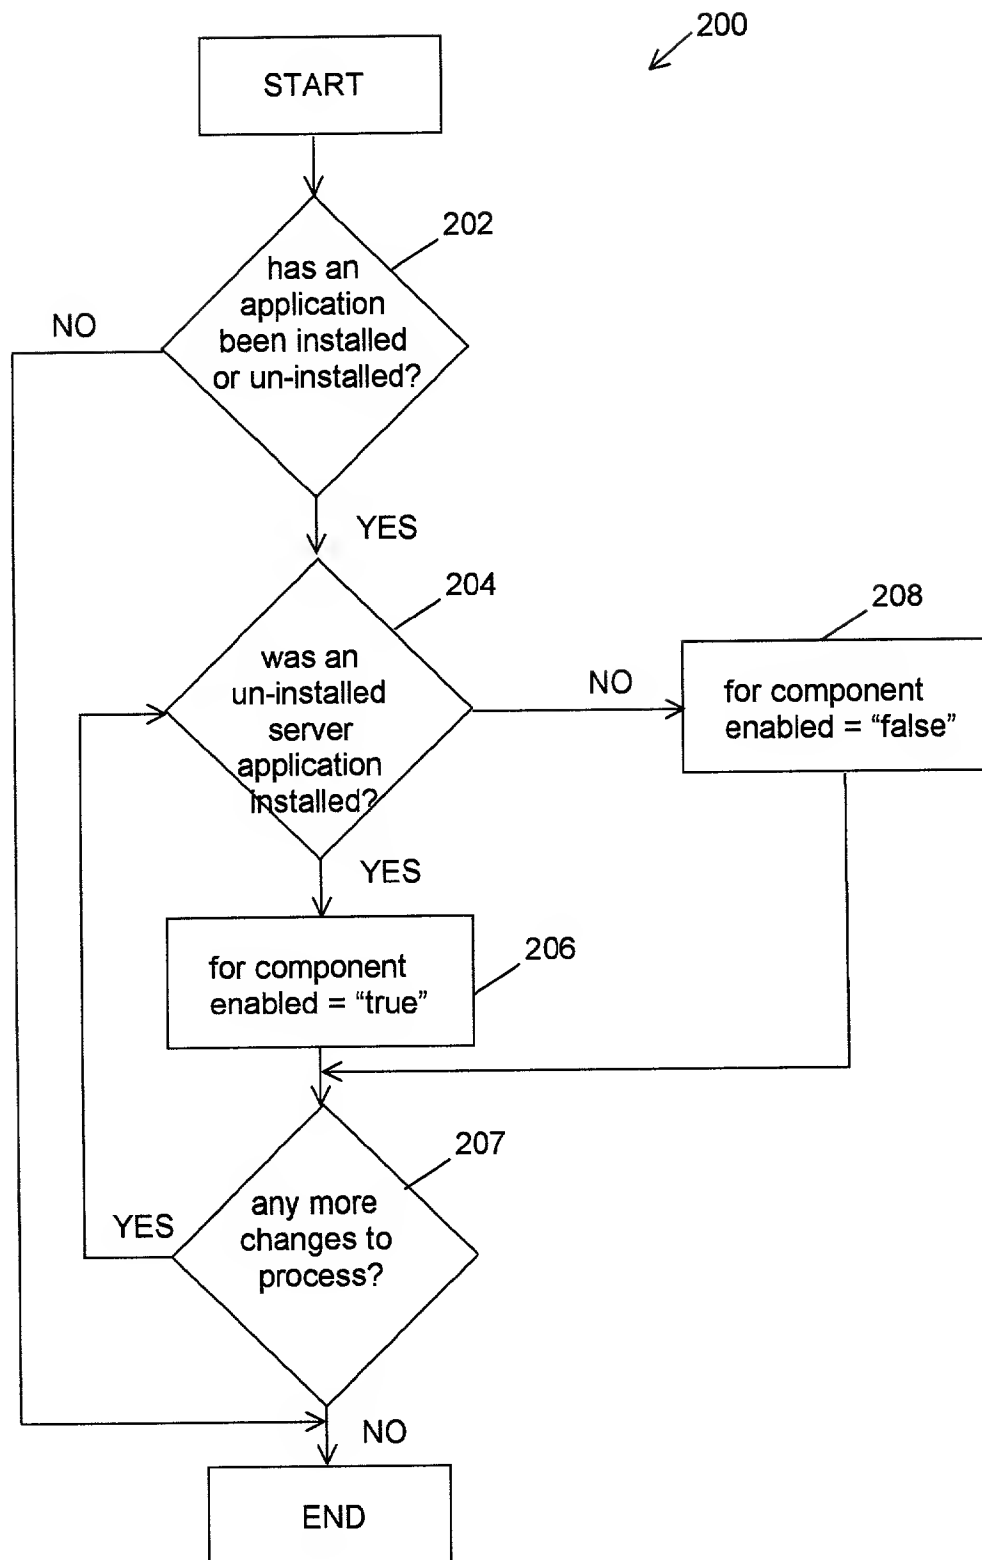 200
START
202
has an
application
been installed
or un-installed?
NO
YES
204
208
was an
un-installed
server
application
installed?
NO
for component
enabled = “false”
YES
206
for component
enabled = “true”
207
any more
changes to
process?
YES
NO
END